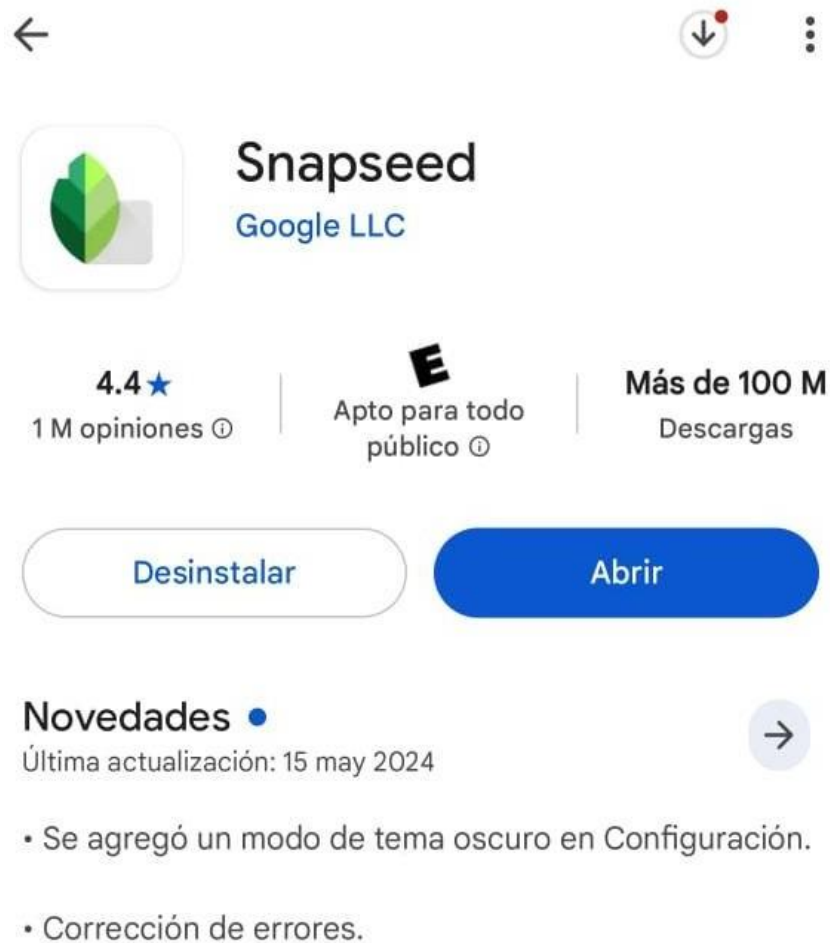 Snapseed
Google LLC
4.4★
1 M opiniones
E
Apto para todo
público
Más de 100 M
Descargas
Desinstalar
Abrir
Novedades
Última actualización: 15 may 2024
• Se agregó un modo de tema oscuro en Configuración.
• Corrección de errores.